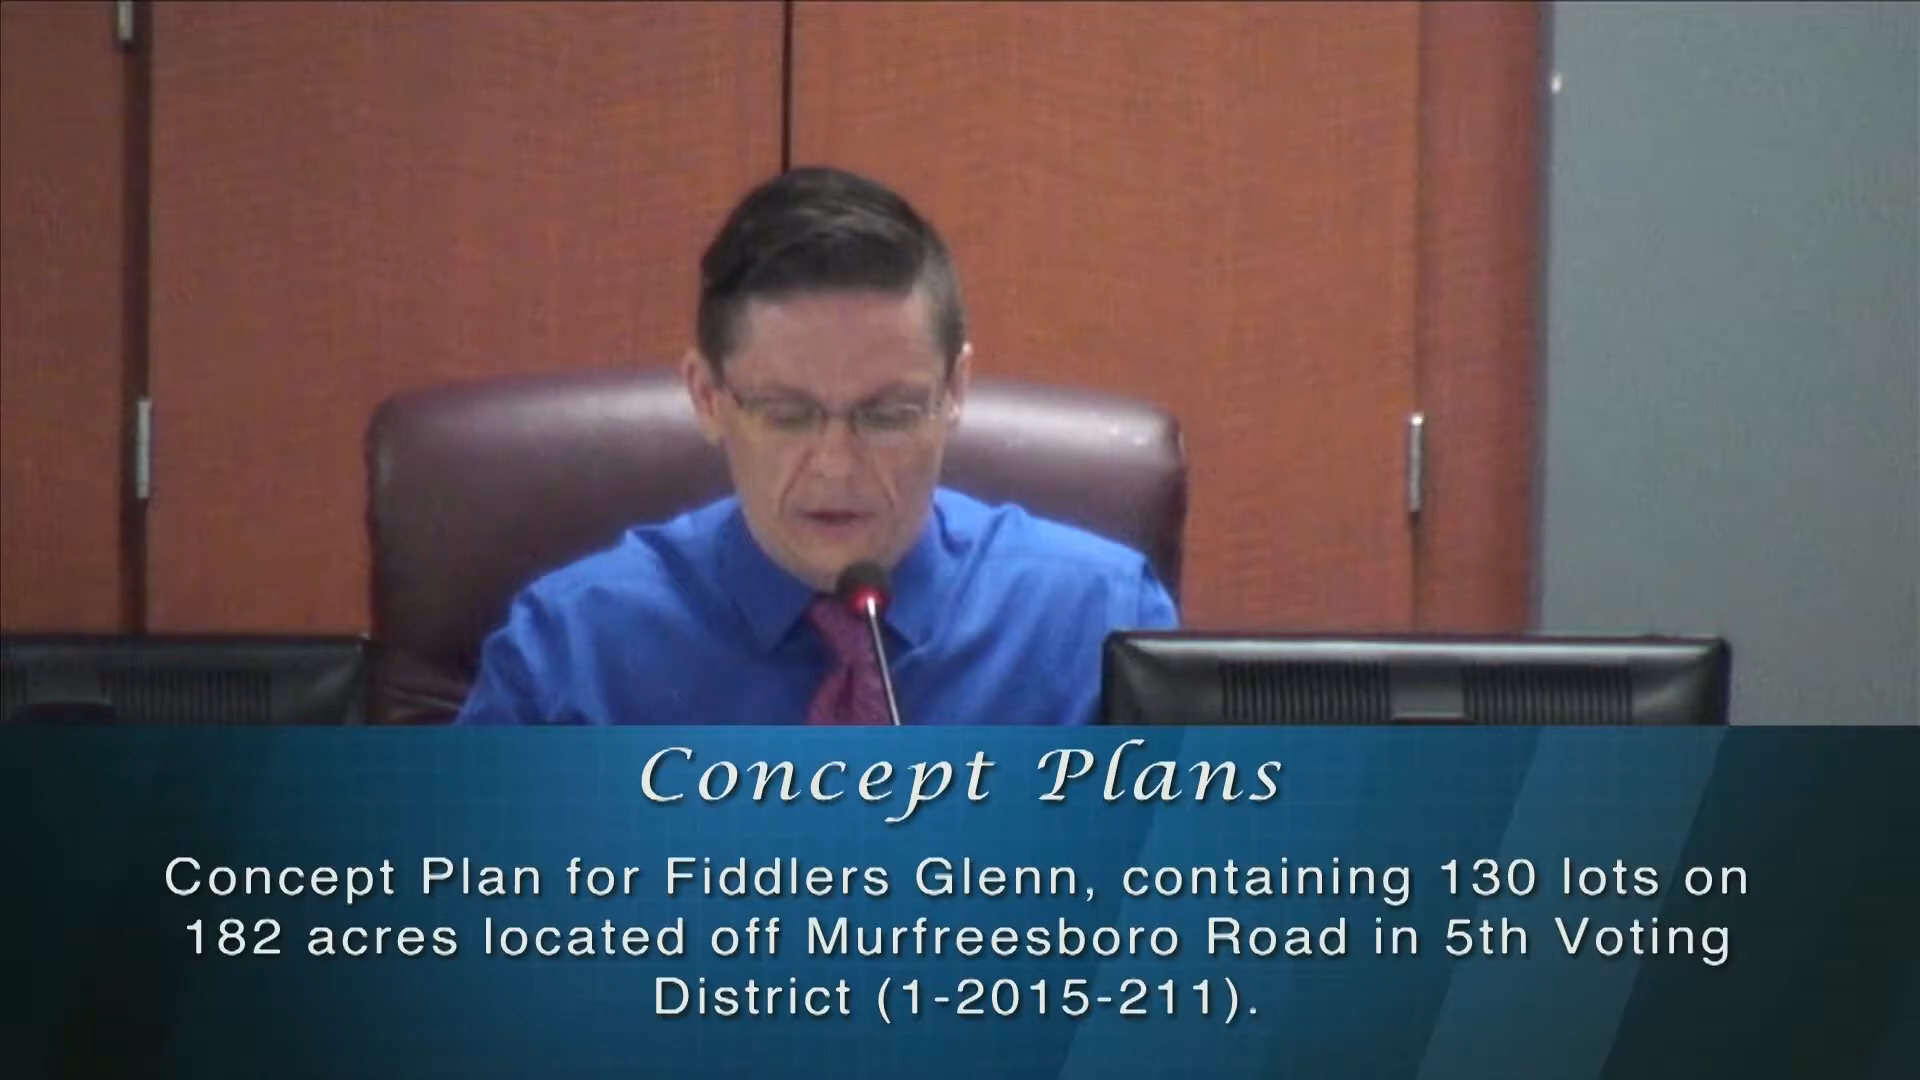 Concept Plans
Concept Plan for Fiddlers Glenn, containing 130 lots on
182 acres located off Murfreesboro Road in 5th Voting
District (1-2015-211).